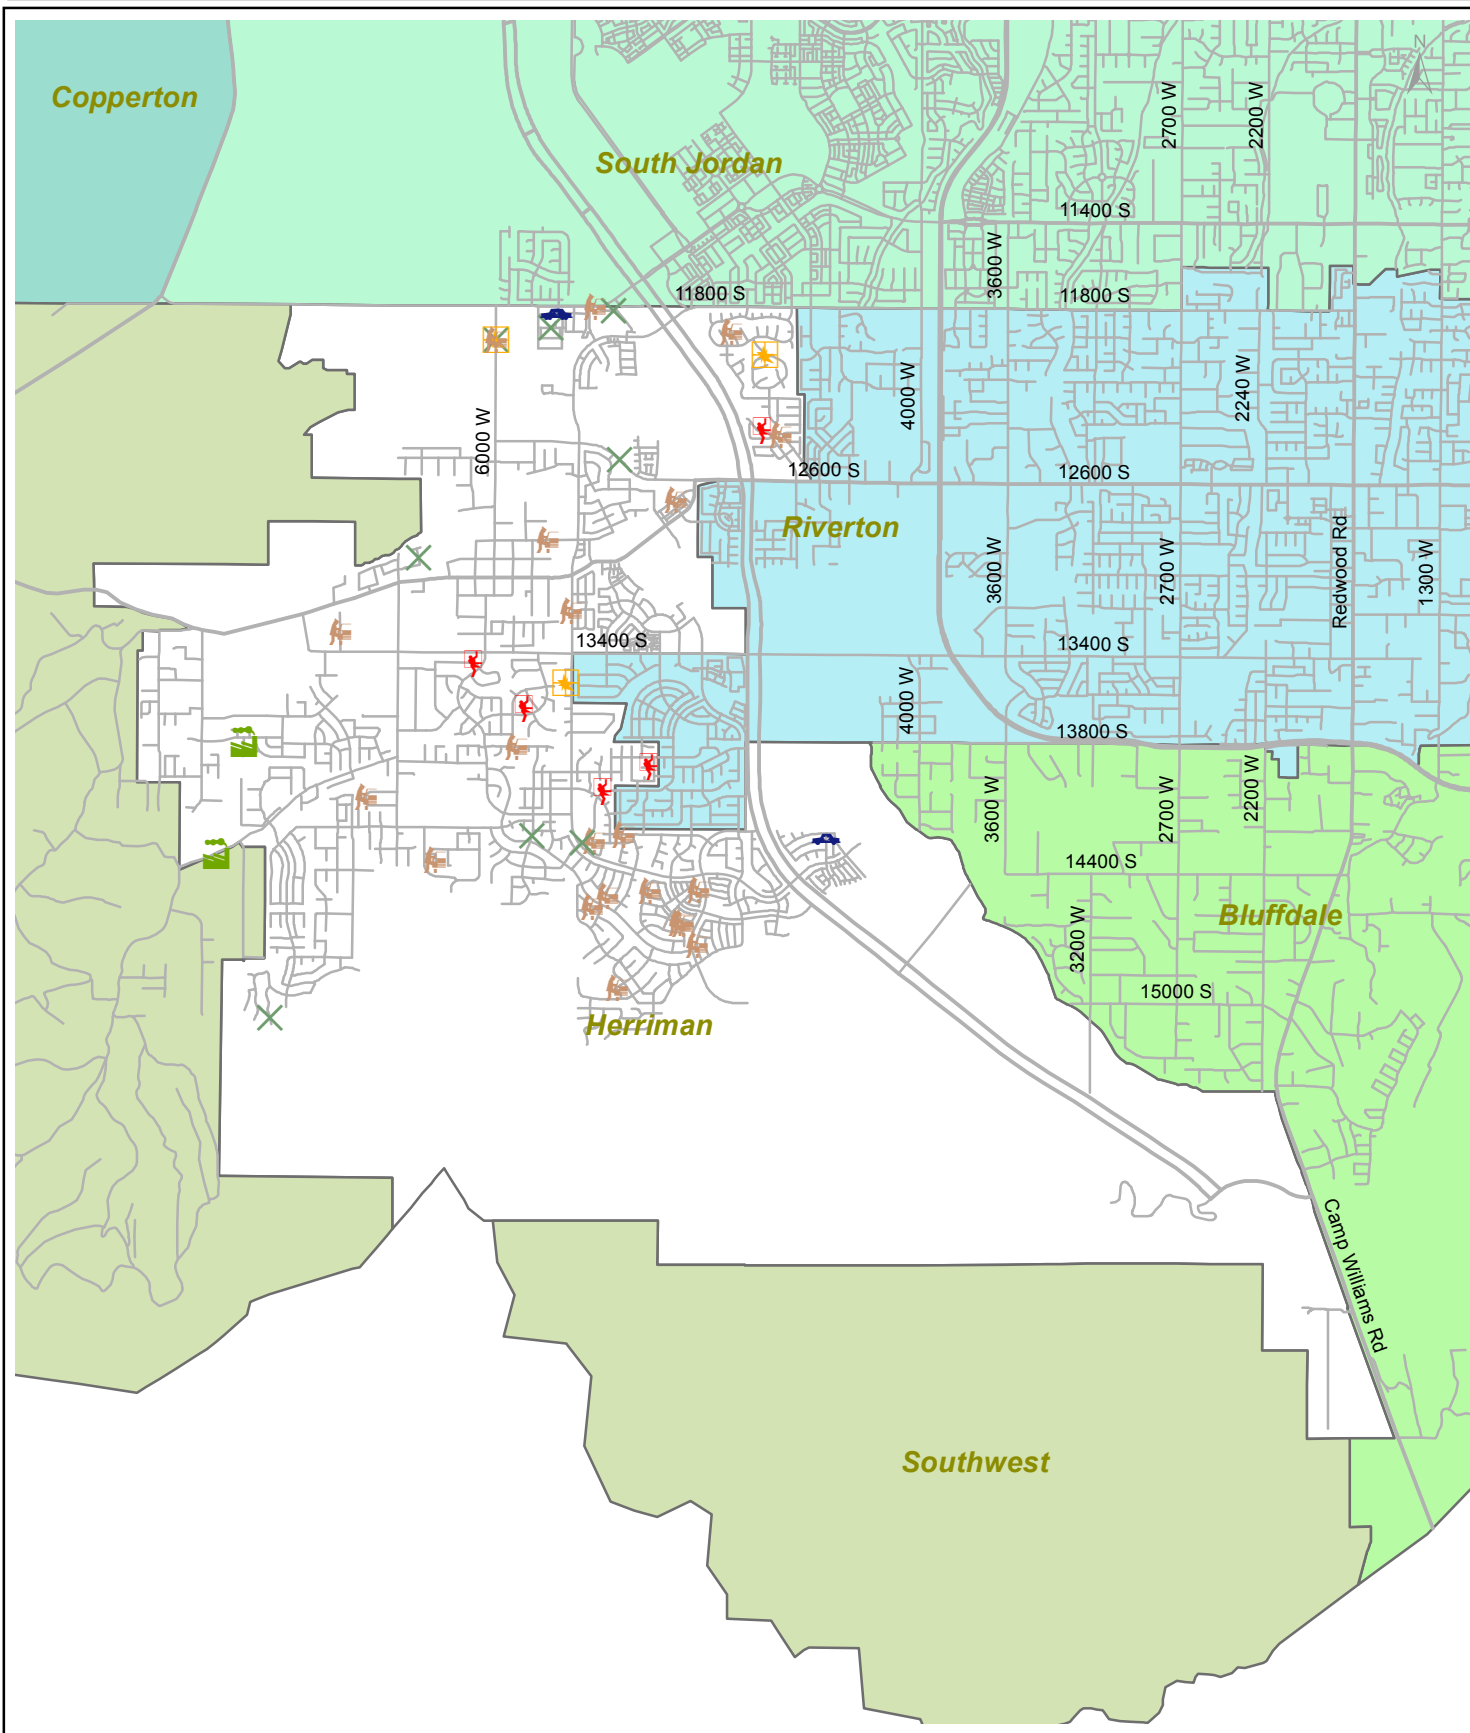 N
Copperton
2700 W
2200 W
South Jordan
11400 S
3600 W
11800 S
11800 S
4000 W
2240 W
6000 W
12600 S
12600 S
Riverton
3600 W
2700 W
Redwood Rd
1300 W
13400 S
13400 S
4000 W
13800 S
3600 W
2700 W
2200 W
14400 S
Bluffdale
3200 W
15000 S
Herriman
Camp Williams Rd
Southwest